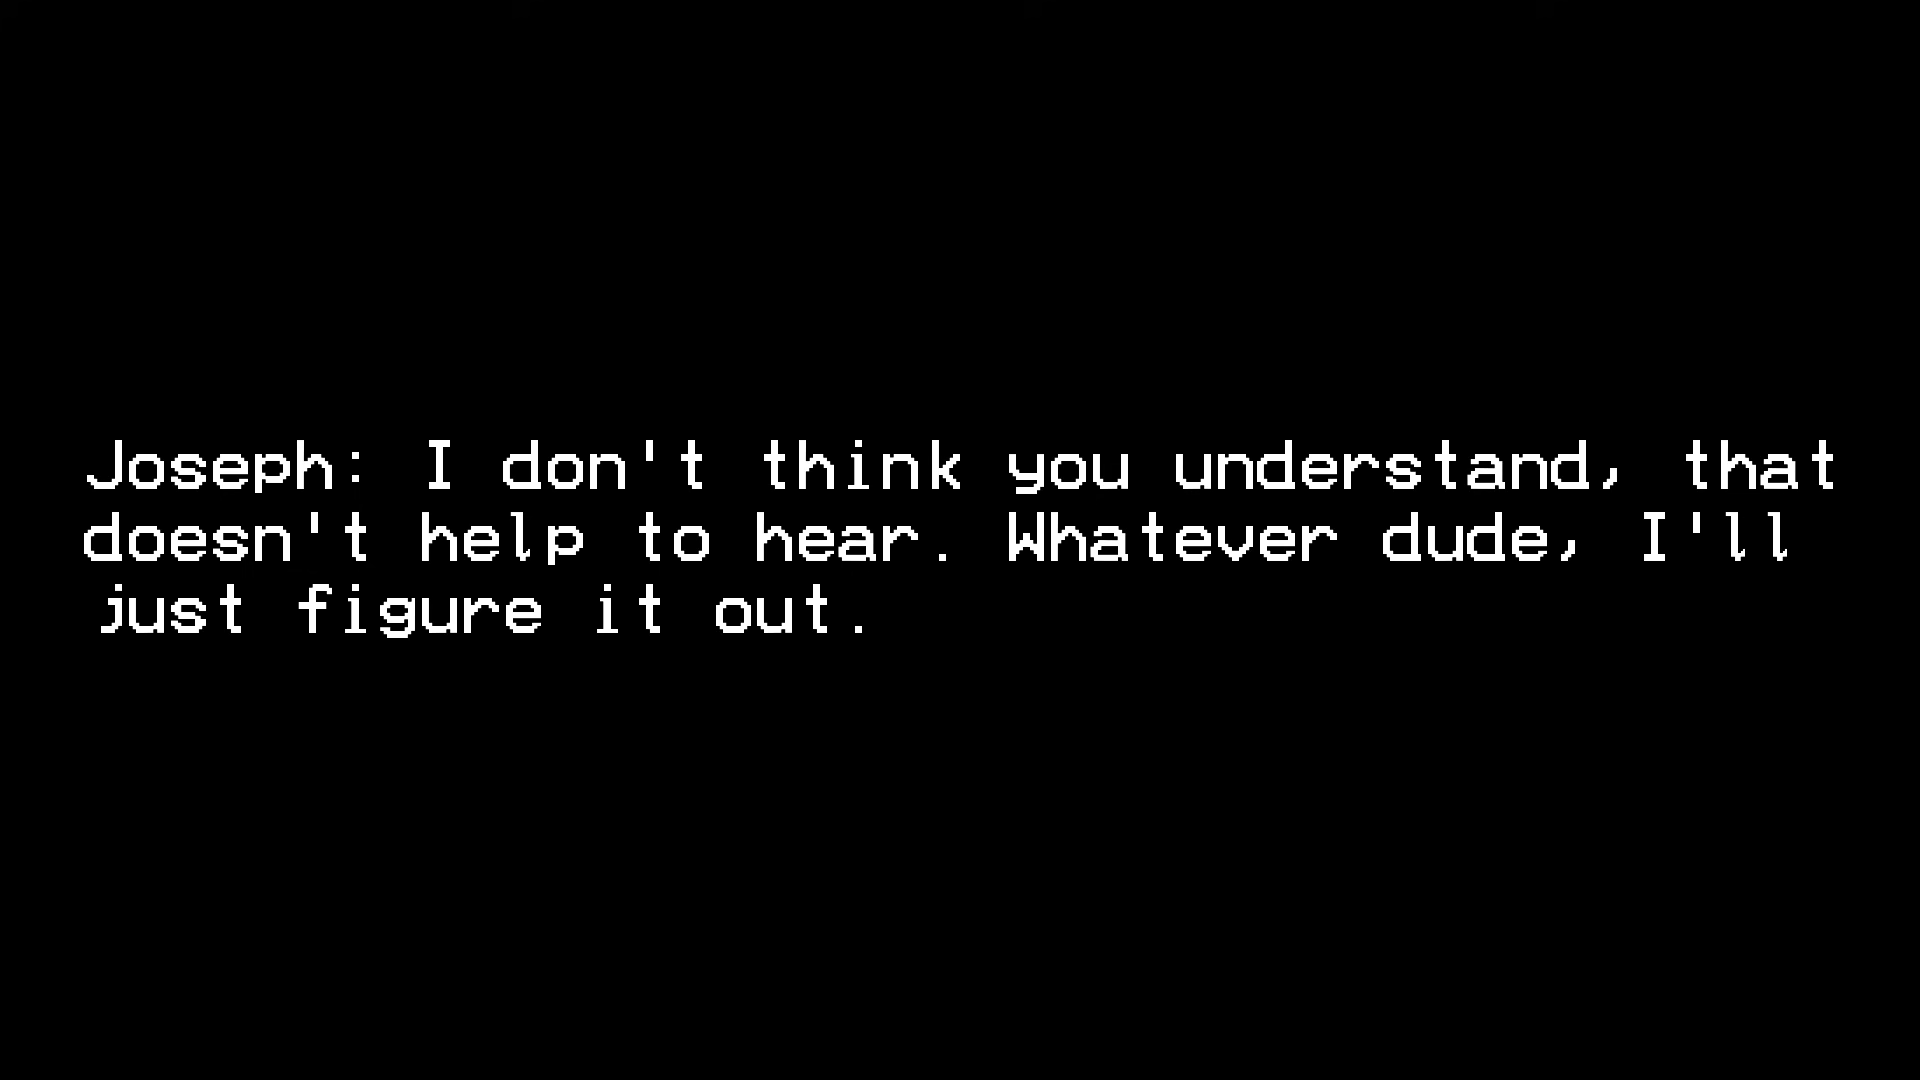 Joseph: I don't think you understand, that
doesn't help to hear. Whatever dude, I'll
just figure it out.